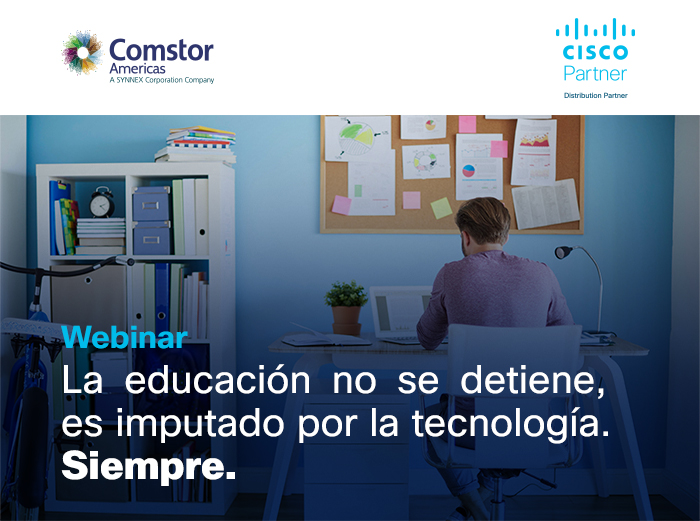 Comstor
Americas
A SYNNEX Corporation Company
CISCO
Partner
Distribution Partner
Webinar
La educación no se detiene,
es imputado por la tecnología.
Siempre.